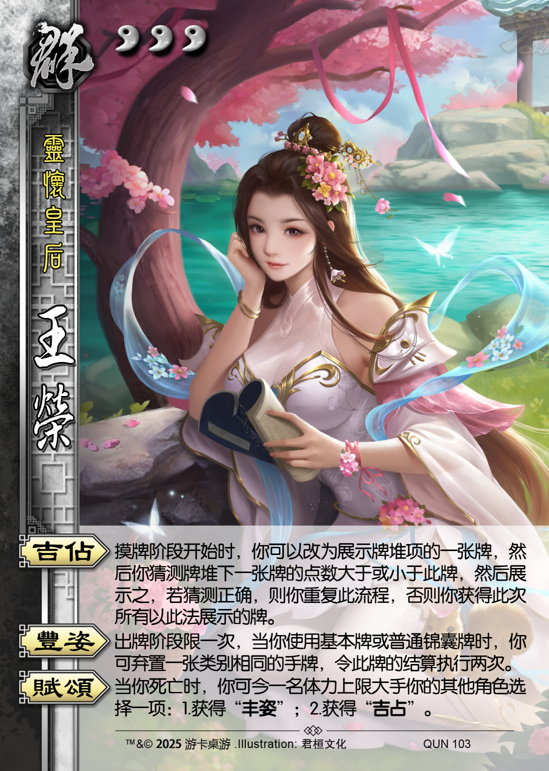 群
靈懷皇后
王榮
吉佔
摸牌阶段开始时，你可以改为展示牌堆项的一张牌，然
后你猜测牌堆下一张牌的点数大于或小于此牌，然后展
示之，若猜测正确，则你重复此流程，否则你获得此次
所有以此法展示的牌。
豐姿
出牌阶段限一次，当你使用基本牌或普通锦囊牌时，你
可弃置一张类别相同的手牌，令此牌的结算执行两次。
賦頌
当你死亡时，你可今一名体力上限大手你的其他角色选
择一项：1.获得“丰姿”；2.获得“吉占”。
™&© 2025 游卡桌游 .Illustration: 君桓文化
QUN 103